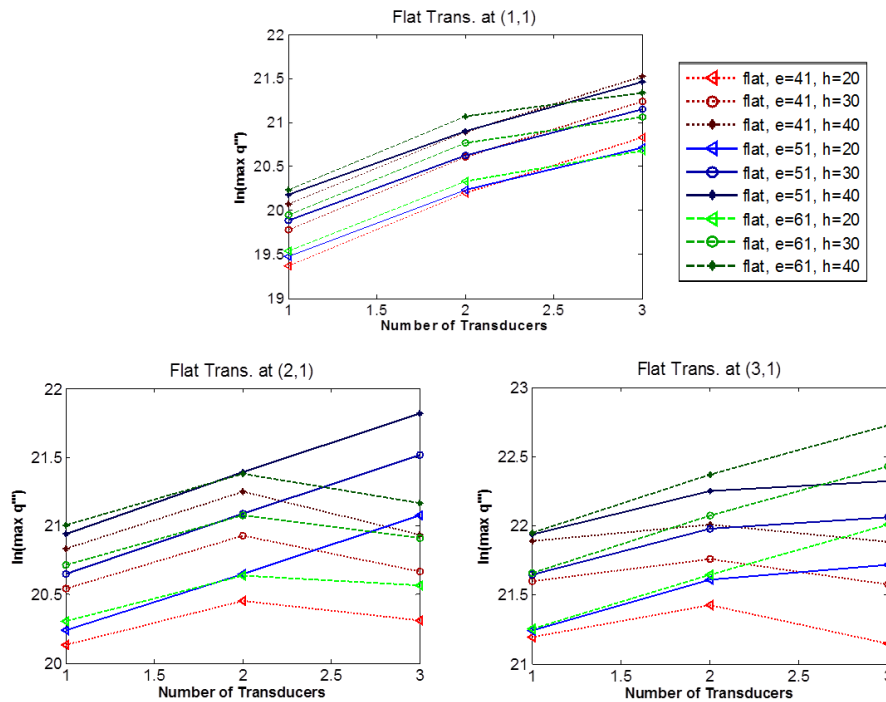 Flat Trans. at (1,1)
22
21.5
21
20.5
20
19.5
19
ln(max q''')
1
1.5
2
2.5
3
Number of Transducers
flat, e=41, h=20
flat, e=41, h=30
flat, e=41, h=40
flat, e=51, h=20
flat, e=51, h=30
flat, e=51, h=40
flat, e=61, h=20
flat, e=61, h=30
flat, e=61, h=40
Flat Trans. at (2,1)
22
21.5
21
20.5
20
ln(max q''')
1
1.5
2
2.5
3
Number of Transducers
Flat Trans. at (3,1)
23
22.5
22
21.5
21
ln(max q''')
1
1.5
2
2.5
3
Number of Transducers